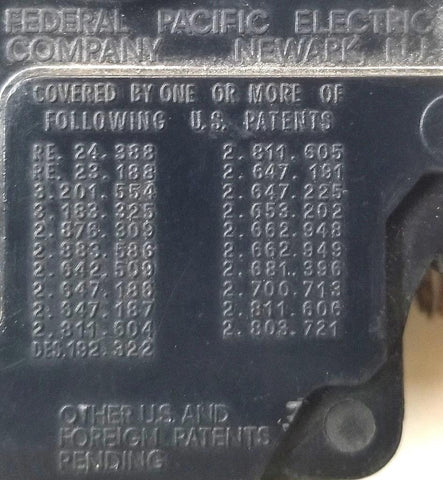 FEDERAL PACIFIC ELECTRIC
COMPANY NEWARK, N.J.
COVERED BY ONE OR MORE OF
FOLLOWING U.S. PATENTS
RE. 24.388 2.811.605
RE. 23.188 2.647.191
3.201.554 2.647.225
3.183.325 2.653.202
2.876.309 2.662.948
2.883.586 2.662.949
2.642.509 2.681.396
2.647.188 2.700.713
2.647.187 2.811.606
2.811.604 2.803.721
DES.192.322
OTHER U.S. AND
FOREIGN PATENTS
PENDING